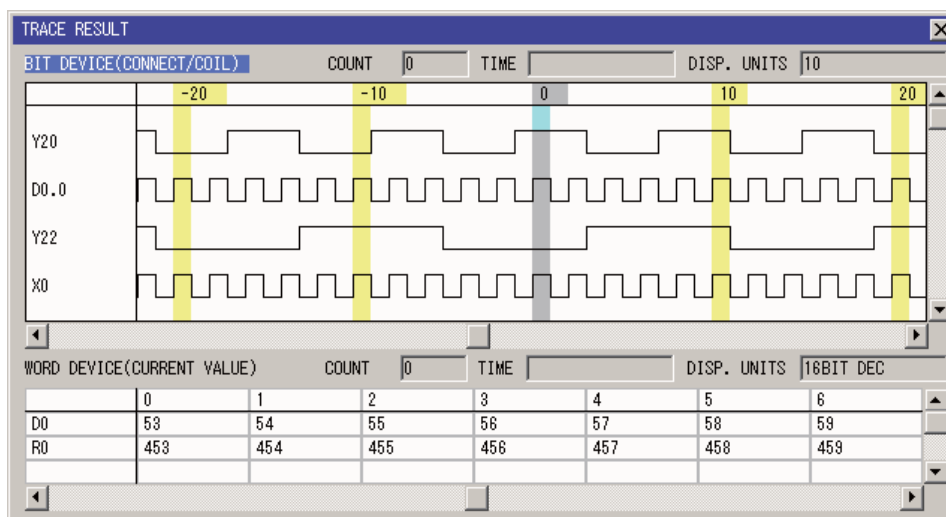 TRACE RESULT
BIT DEVICE(CONNECT/COIL) COUNT 0 TIME DISP. UNITS 10
-20 -10 0 10 20
Y20
D0.0
Y22
X0
WORD DEVICE(CURRENT VALUE) COUNT 0 TIME DISP. UNITS 16BIT DEC
0 1 2 3 4 5 6
D0 53 54 55 56 57 58 59
R0 453 454 455 456 457 458 459